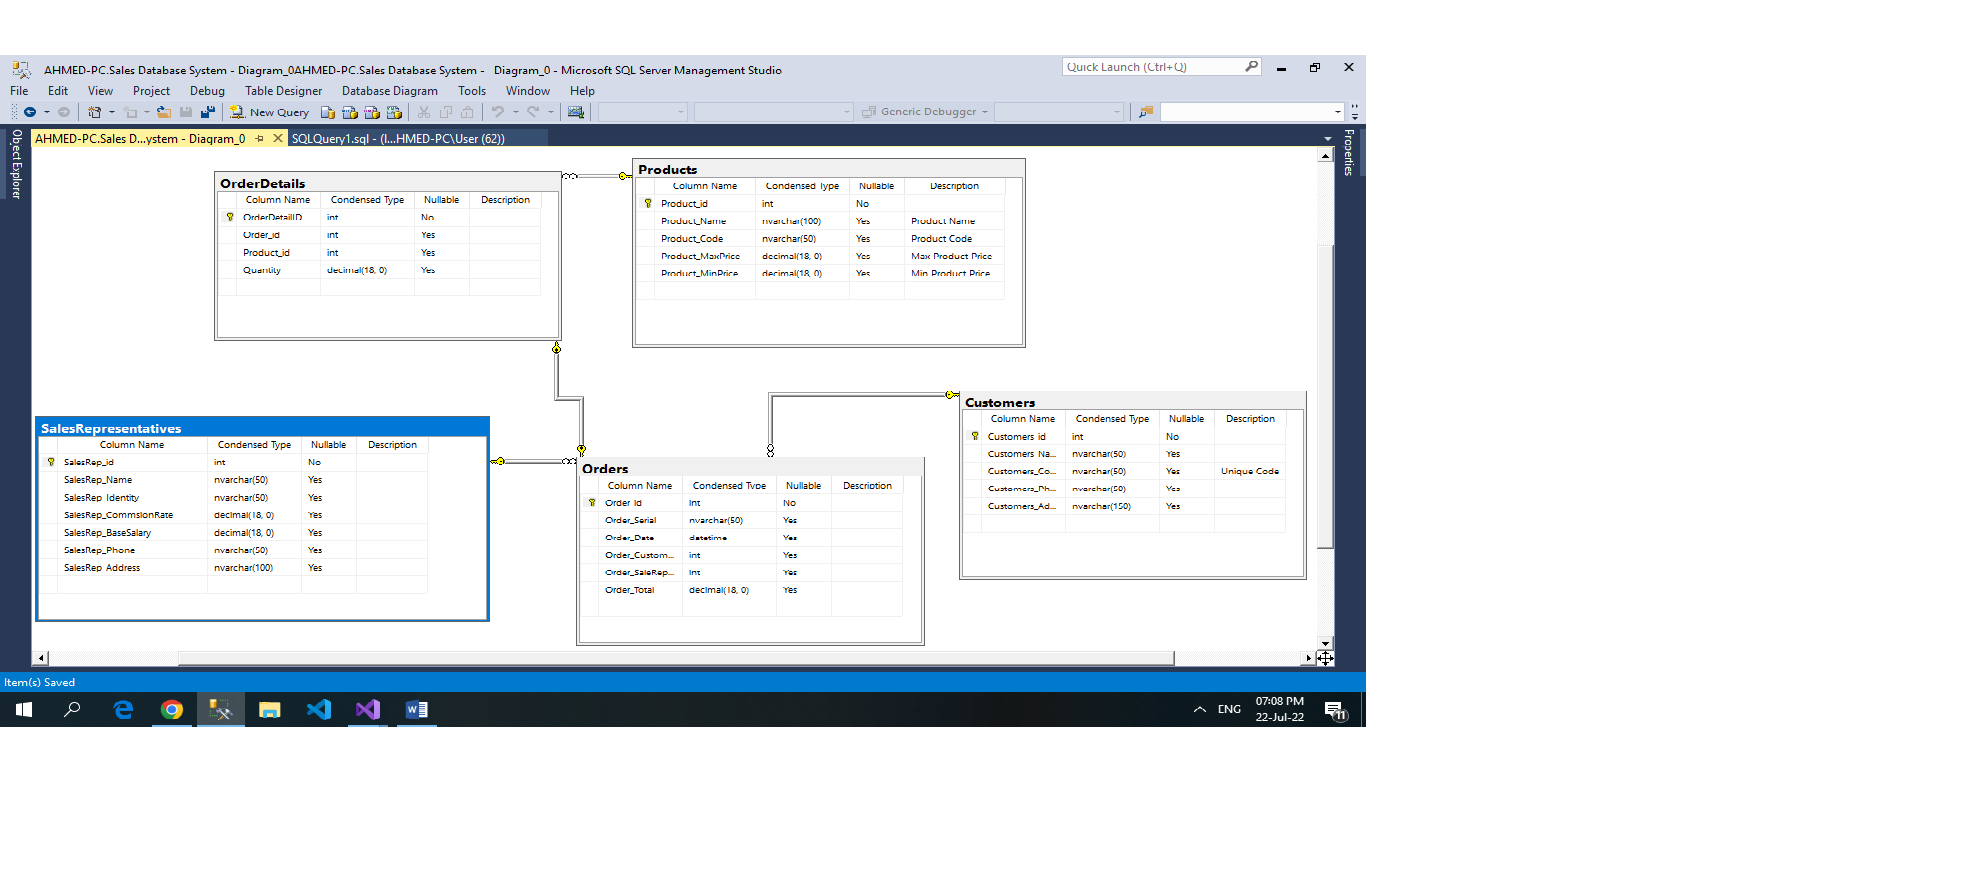 AHMED-PC.Sales Database System - Diagram_0AHMED-PC.Sales Database System - Diagram_0 - Microsoft SQL Server Management Studio
Quick Launch (Ctrl+Q)
File Edit View Project Debug Table Designer Database Diagram Tools Window Help
New Query Generic Debugger
Object Explorer
AHMED-PC.Sales D...ystem - Diagram_0 SQLQuery1.sql - (l...HMED-PC\User (62))
Properties
OrderDetails
Column Name Condensed Type Nullable Description
OrderDetailID int No
Order_id int Yes
Product_id int Yes
Quantity decimal(18, 0) Yes
Products
Column Name Condensed Type Nullable Description
Product_id int No
Product_Name nvarchar(100) Yes Product Name
Product_Code nvarchar(50) Yes Product Code
Product_MaxPrice decimal(18, 0) Yes Max Product Price
Product_MinPrice decimal(18, 0) Yes Min Product Price
SalesRepresentatives
Column Name Condensed Type Nullable Description
SalesRep_id int No
SalesRep_Name nvarchar(50) Yes
SalesRep_Identity nvarchar(50) Yes
SalesRep_CommsionRate decimal(18, 0) Yes
SalesRep_BaseSalary decimal(18, 0) Yes
SalesRep_Phone nvarchar(50) Yes
SalesRep_Address nvarchar(100) Yes
Orders
Column Name Condensed Type Nullable Description
Order_id int No
Order_Serial nvarchar(50) Yes
Order_Date datetime Yes
Order_Custom... int Yes
Order_SaleRep... int Yes
Order_Total decimal(18, 0) Yes
Customers
Column Name Condensed Type Nullable Description
Customers_id int No
Customers_Na... nvarchar(50) Yes
Customers_Co... nvarchar(50) Yes Unique Code
Customers_Ph... nvarchar(50) Yes
Customers_Ad... nvarchar(150) Yes
Item(s) Saved
ENG
07:08 PM
22-Jul-22
11